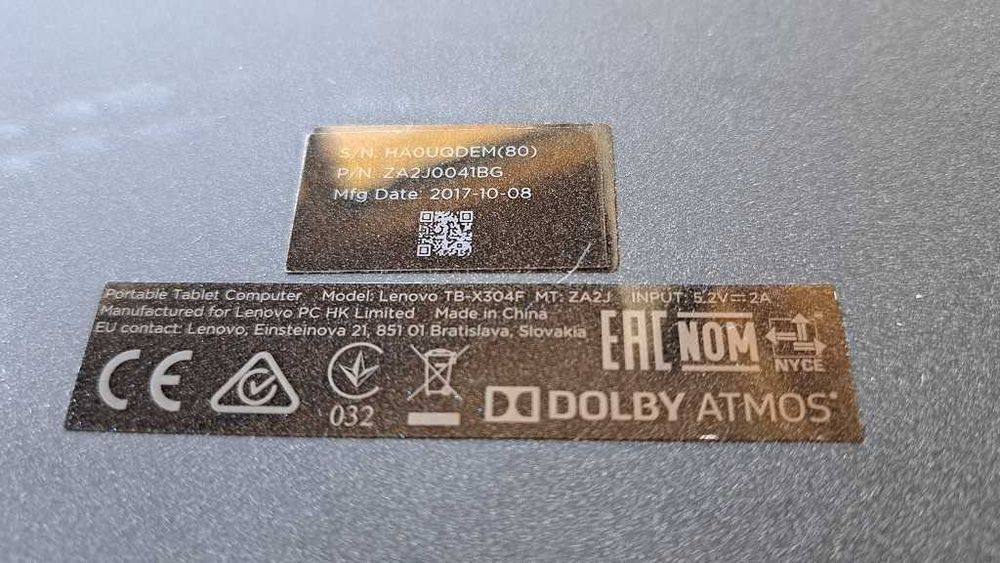 S/N: HA0UQDEM(80)
P/N: ZA2J0041BG
Mfg Date: 2017-10-08
Portable Tablet Computer Model: Lenovo TB-X304F MT: ZA2J INPUT: 5.2V⎓2A
Manufactured for Lenovo PC HK Limited Made in China
EU contact: Lenovo, Einsteinova 21, 851 01 Bratislava, Slovakia
EAC NOM NYCE
CE 032 DOLBY ATMOS®